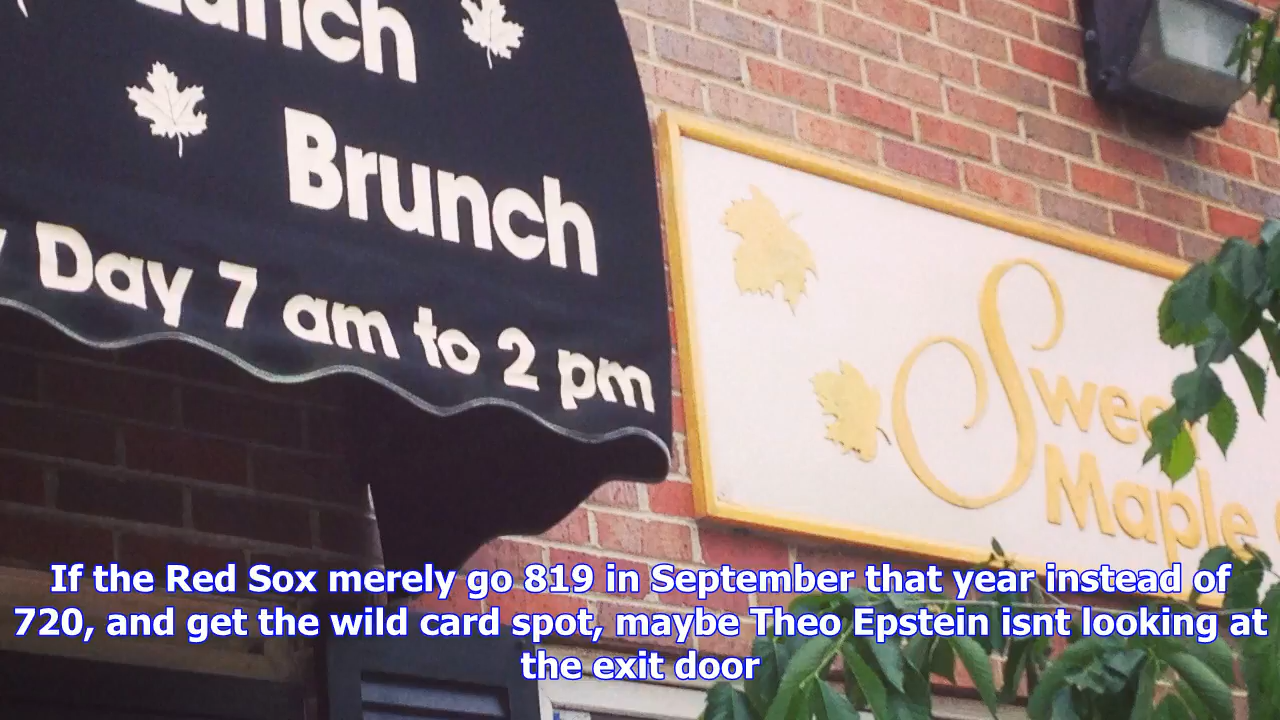 Brunch
Day 7 am to 2 pm
Maple
If the Red Sox merely go 819 in September that year instead of
720, and get the wild card spot, maybe Theo Epstein isnt looking at
the exit door